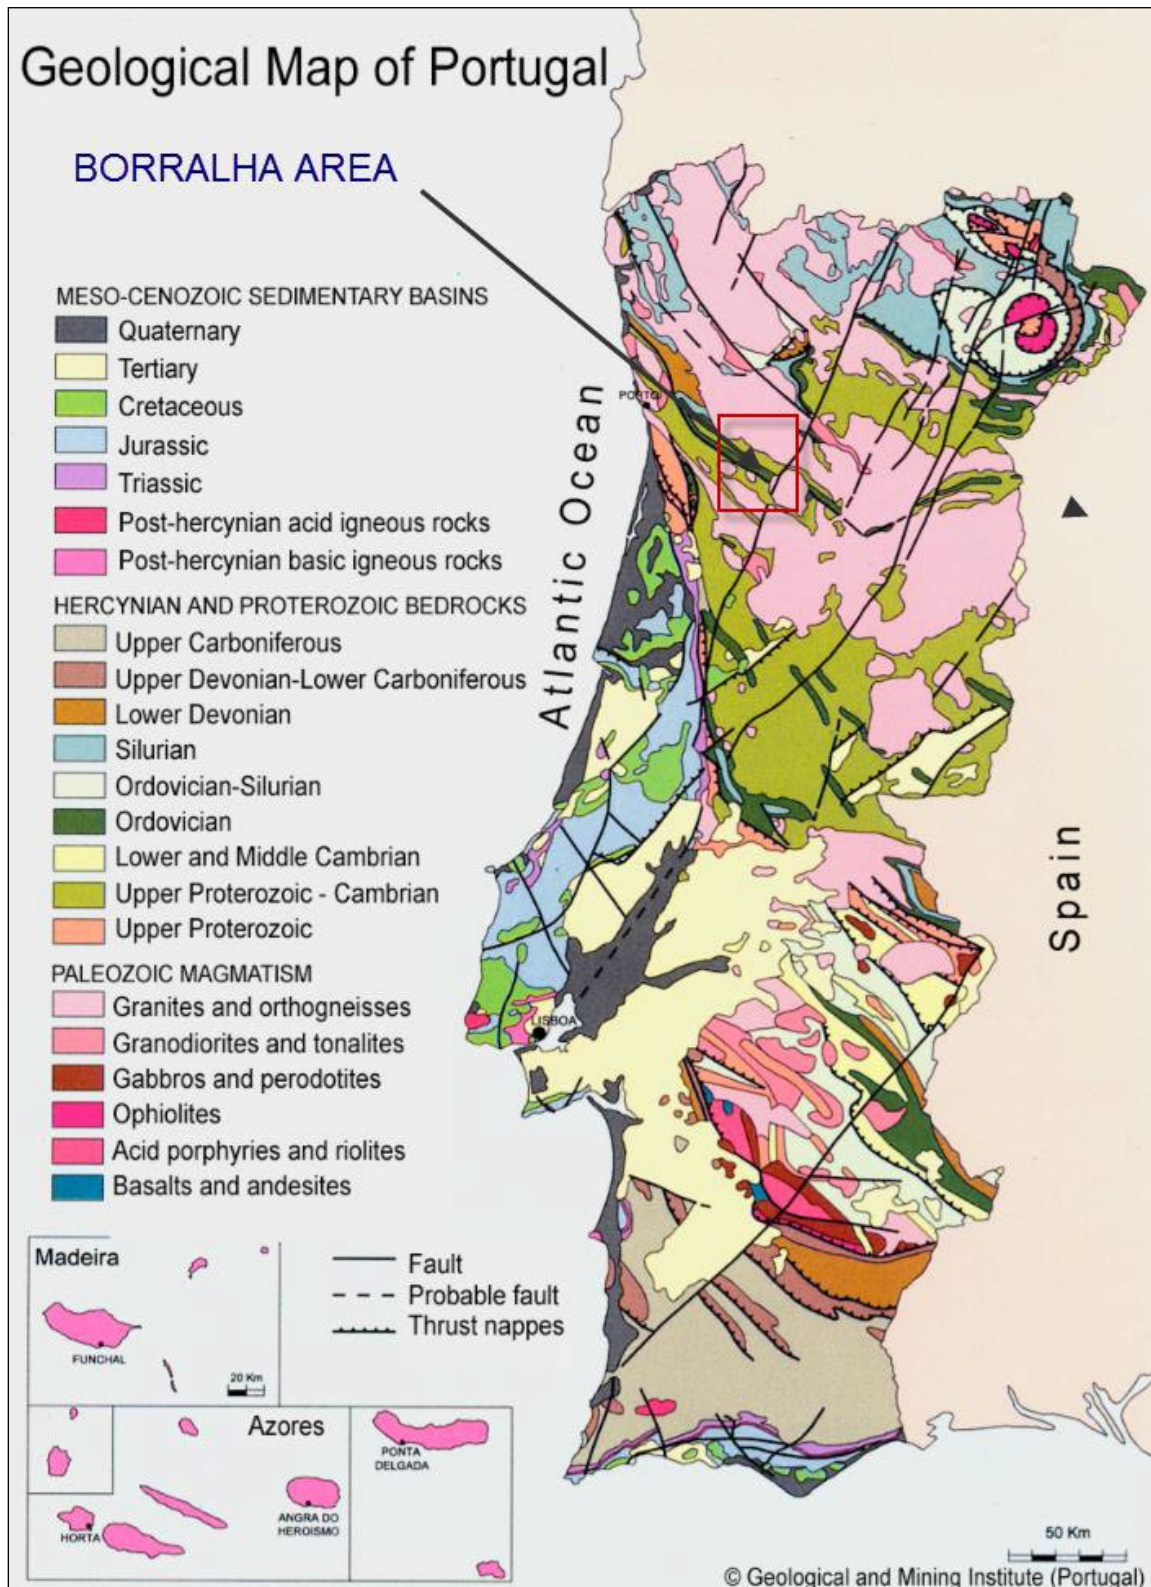 Geological Map of Portugal
BORRALHA AREA
MESO-CENOZOIC SEDIMENTARY BASINS
Quaternary
Tertiary
Cretaceous
Jurassic
Triassic
Post-hercynian acid igneous rocks
Post-hercynian basic igneous rocks
HERCYNIAN AND PROTEROZOIC BEDROCKS
Upper Carboniferous
Upper Devonian-Lower Carboniferous
Lower Devonian
Silurian
Ordovician-Silurian
Ordovician
Lower and Middle Cambrian
Upper Proterozoic - Cambrian
Upper Proterozoic
PALEOZOIC MAGMATISM
Granites and orthogneisses
Granodiorites and tonalites
Gabbros and perodotites
Ophiolites
Acid porphyries and riolites
Basalts and andesites
Atlantic Ocean
PORTO
LISBOA
Spain
Madeira
FUNCHAL
20 Km
Fault
Probable fault
Thrust nappes
Azores
HORTA
ANGRA DO
HEROISMO
PONTA
DELGADA
50 Km
© Geological and Mining Institute (Portugal)